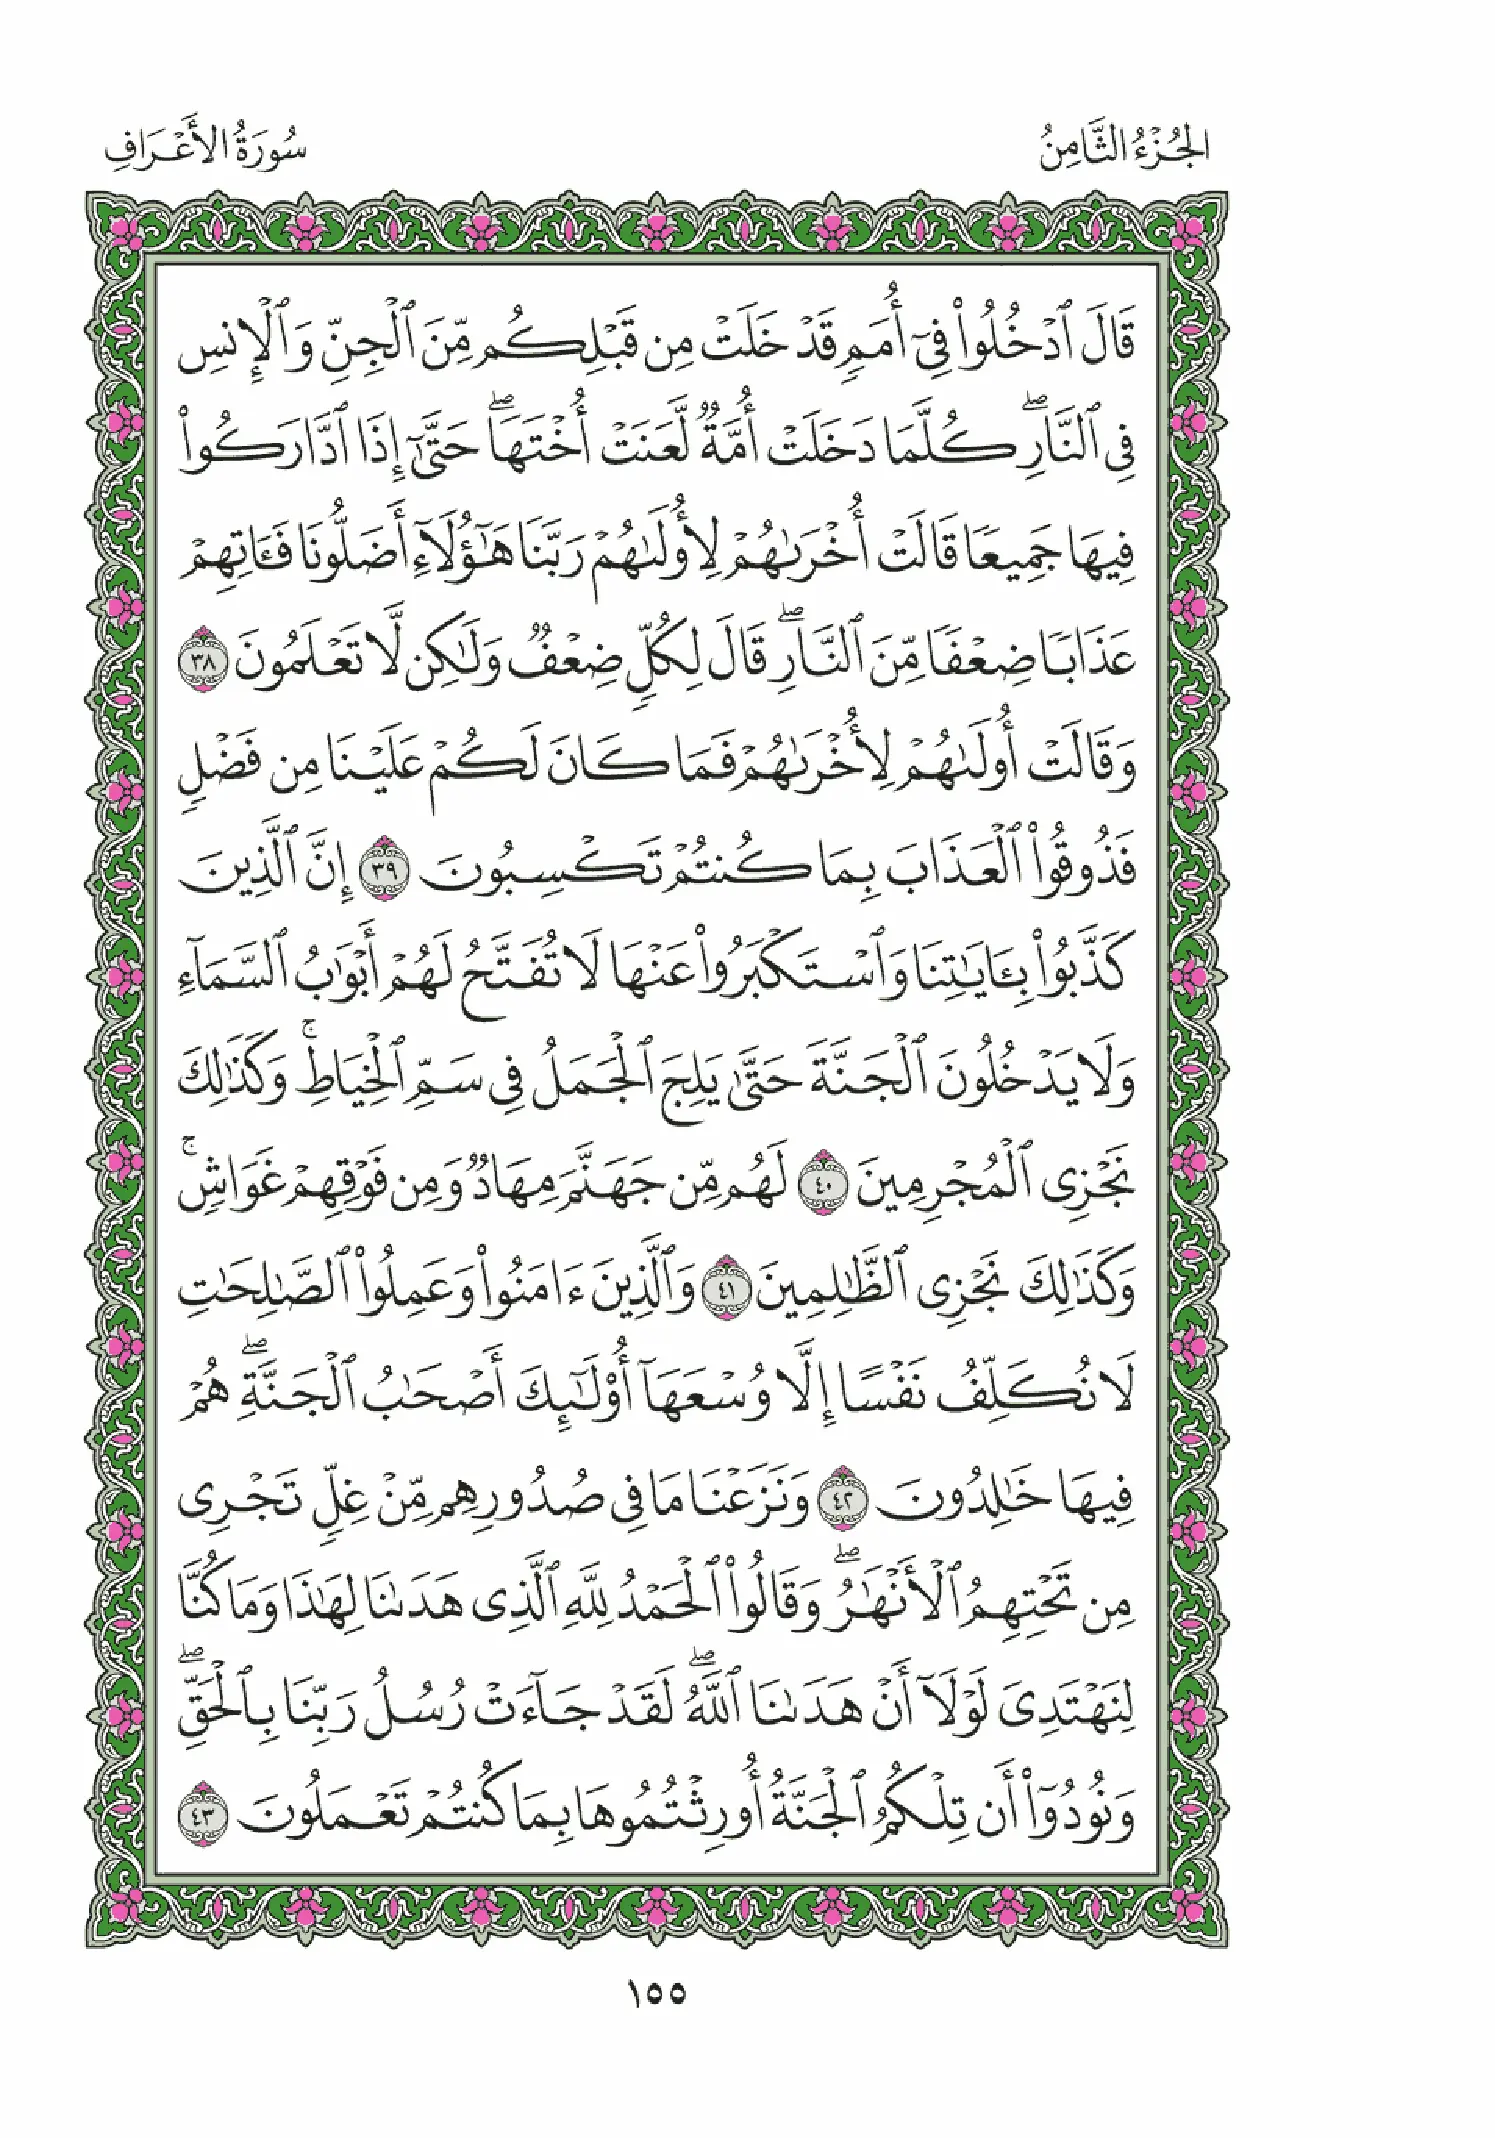 الجُزْءُ الثَّامِنُ
سُورَةُ الأَعْرَافِ
قَالَ ٱدْخُلُوا۟ فِىٓ أُمَمٍ قَدْ خَلَتْ مِن قَبْلِكُم مِّنَ ٱلْجِنِّ وَٱلْإِنسِ
فِى ٱلنَّارِ ۖ كُلَّمَا دَخَلَتْ أُمَّةٌ لَّعَنَتْ أُخْتَهَا ۖ حَتَّىٰٓ إِذَا ٱدَّارَكُوا۟
فِيهَا جَمِيعًا قَالَتْ أُخْرَىٰهُمْ لِأُولَىٰهُمْ رَبَّنَا هَـٰٓؤُلَآءِ أَضَلُّونَا فَـَٔاتِهِمْ
عَذَابًا ضِعْفًا مِّنَ ٱلنَّارِ ۖ قَالَ لِكُلٍّ ضِعْفٌ وَلَـٰكِن لَّا تَعْلَمُونَ ٣٨
وَقَالَتْ أُولَىٰهُمْ لِأُخْرَىٰهُمْ فَمَا كَانَ لَكُمْ عَلَيْنَا مِن فَضْلٍ
فَذُوقُوا۟ ٱلْعَذَابَ بِمَا كُنتُمْ تَكْسِبُونَ ٣٩ إِنَّ ٱلَّذِينَ
كَذَّبُوا۟ بِـَٔايَـٰتِنَا وَٱسْتَكْبَرُوا۟ عَنْهَا لَا تُفَتَّحُ لَهُمْ أَبْوَٰبُ ٱلسَّمَآءِ
وَلَا يَدْخُلُونَ ٱلْجَنَّةَ حَتَّىٰ يَلِجَ ٱلْجَمَلُ فِى سَمِّ ٱلْخِيَاطِ ۚ وَكَذَٰلِكَ
نَجْزِى ٱلْمُجْرِمِينَ ٤٠ لَهُم مِّن جَهَنَّمَ مِهَادٌ وَمِن فَوْقِهِمْ غَوَاشٍ ۚ
وَكَذَٰلِكَ نَجْزِى ٱلظَّـٰلِمِينَ ٤١ وَٱلَّذِينَ ءَامَنُوا۟ وَعَمِلُوا۟ ٱلصَّـٰلِحَـٰتِ
لَا نُكَلِّفُ نَفْسًا إِلَّا وُسْعَهَآ أُو۟لَـٰٓئِكَ أَصْحَـٰبُ ٱلْجَنَّةِ ۖ هُمْ
فِيهَا خَـٰلِدُونَ ٤٢ وَنَزَعْنَا مَا فِى صُدُورِهِم مِّنْ غِلٍّ تَجْرِى
مِن تَحْتِهِمُ ٱلْأَنْهَـٰرُ ۖ وَقَالُوا۟ ٱلْحَمْدُ لِلَّهِ ٱلَّذِى هَدَىٰنَا لِهَـٰذَا وَمَا كُنَّا
لِنَهْتَدِىَ لَوْلَآ أَنْ هَدَىٰنَا ٱللَّهُ ۖ لَقَدْ جَآءَتْ رُسُلُ رَبِّنَا بِٱلْحَقِّ ۖ
وَنُودُوٓا۟ أَن تِلْكُمُ ٱلْجَنَّةُ أُورِثْتُمُوهَا بِمَا كُنتُمْ تَعْمَلُونَ ٤٣
١٥٥